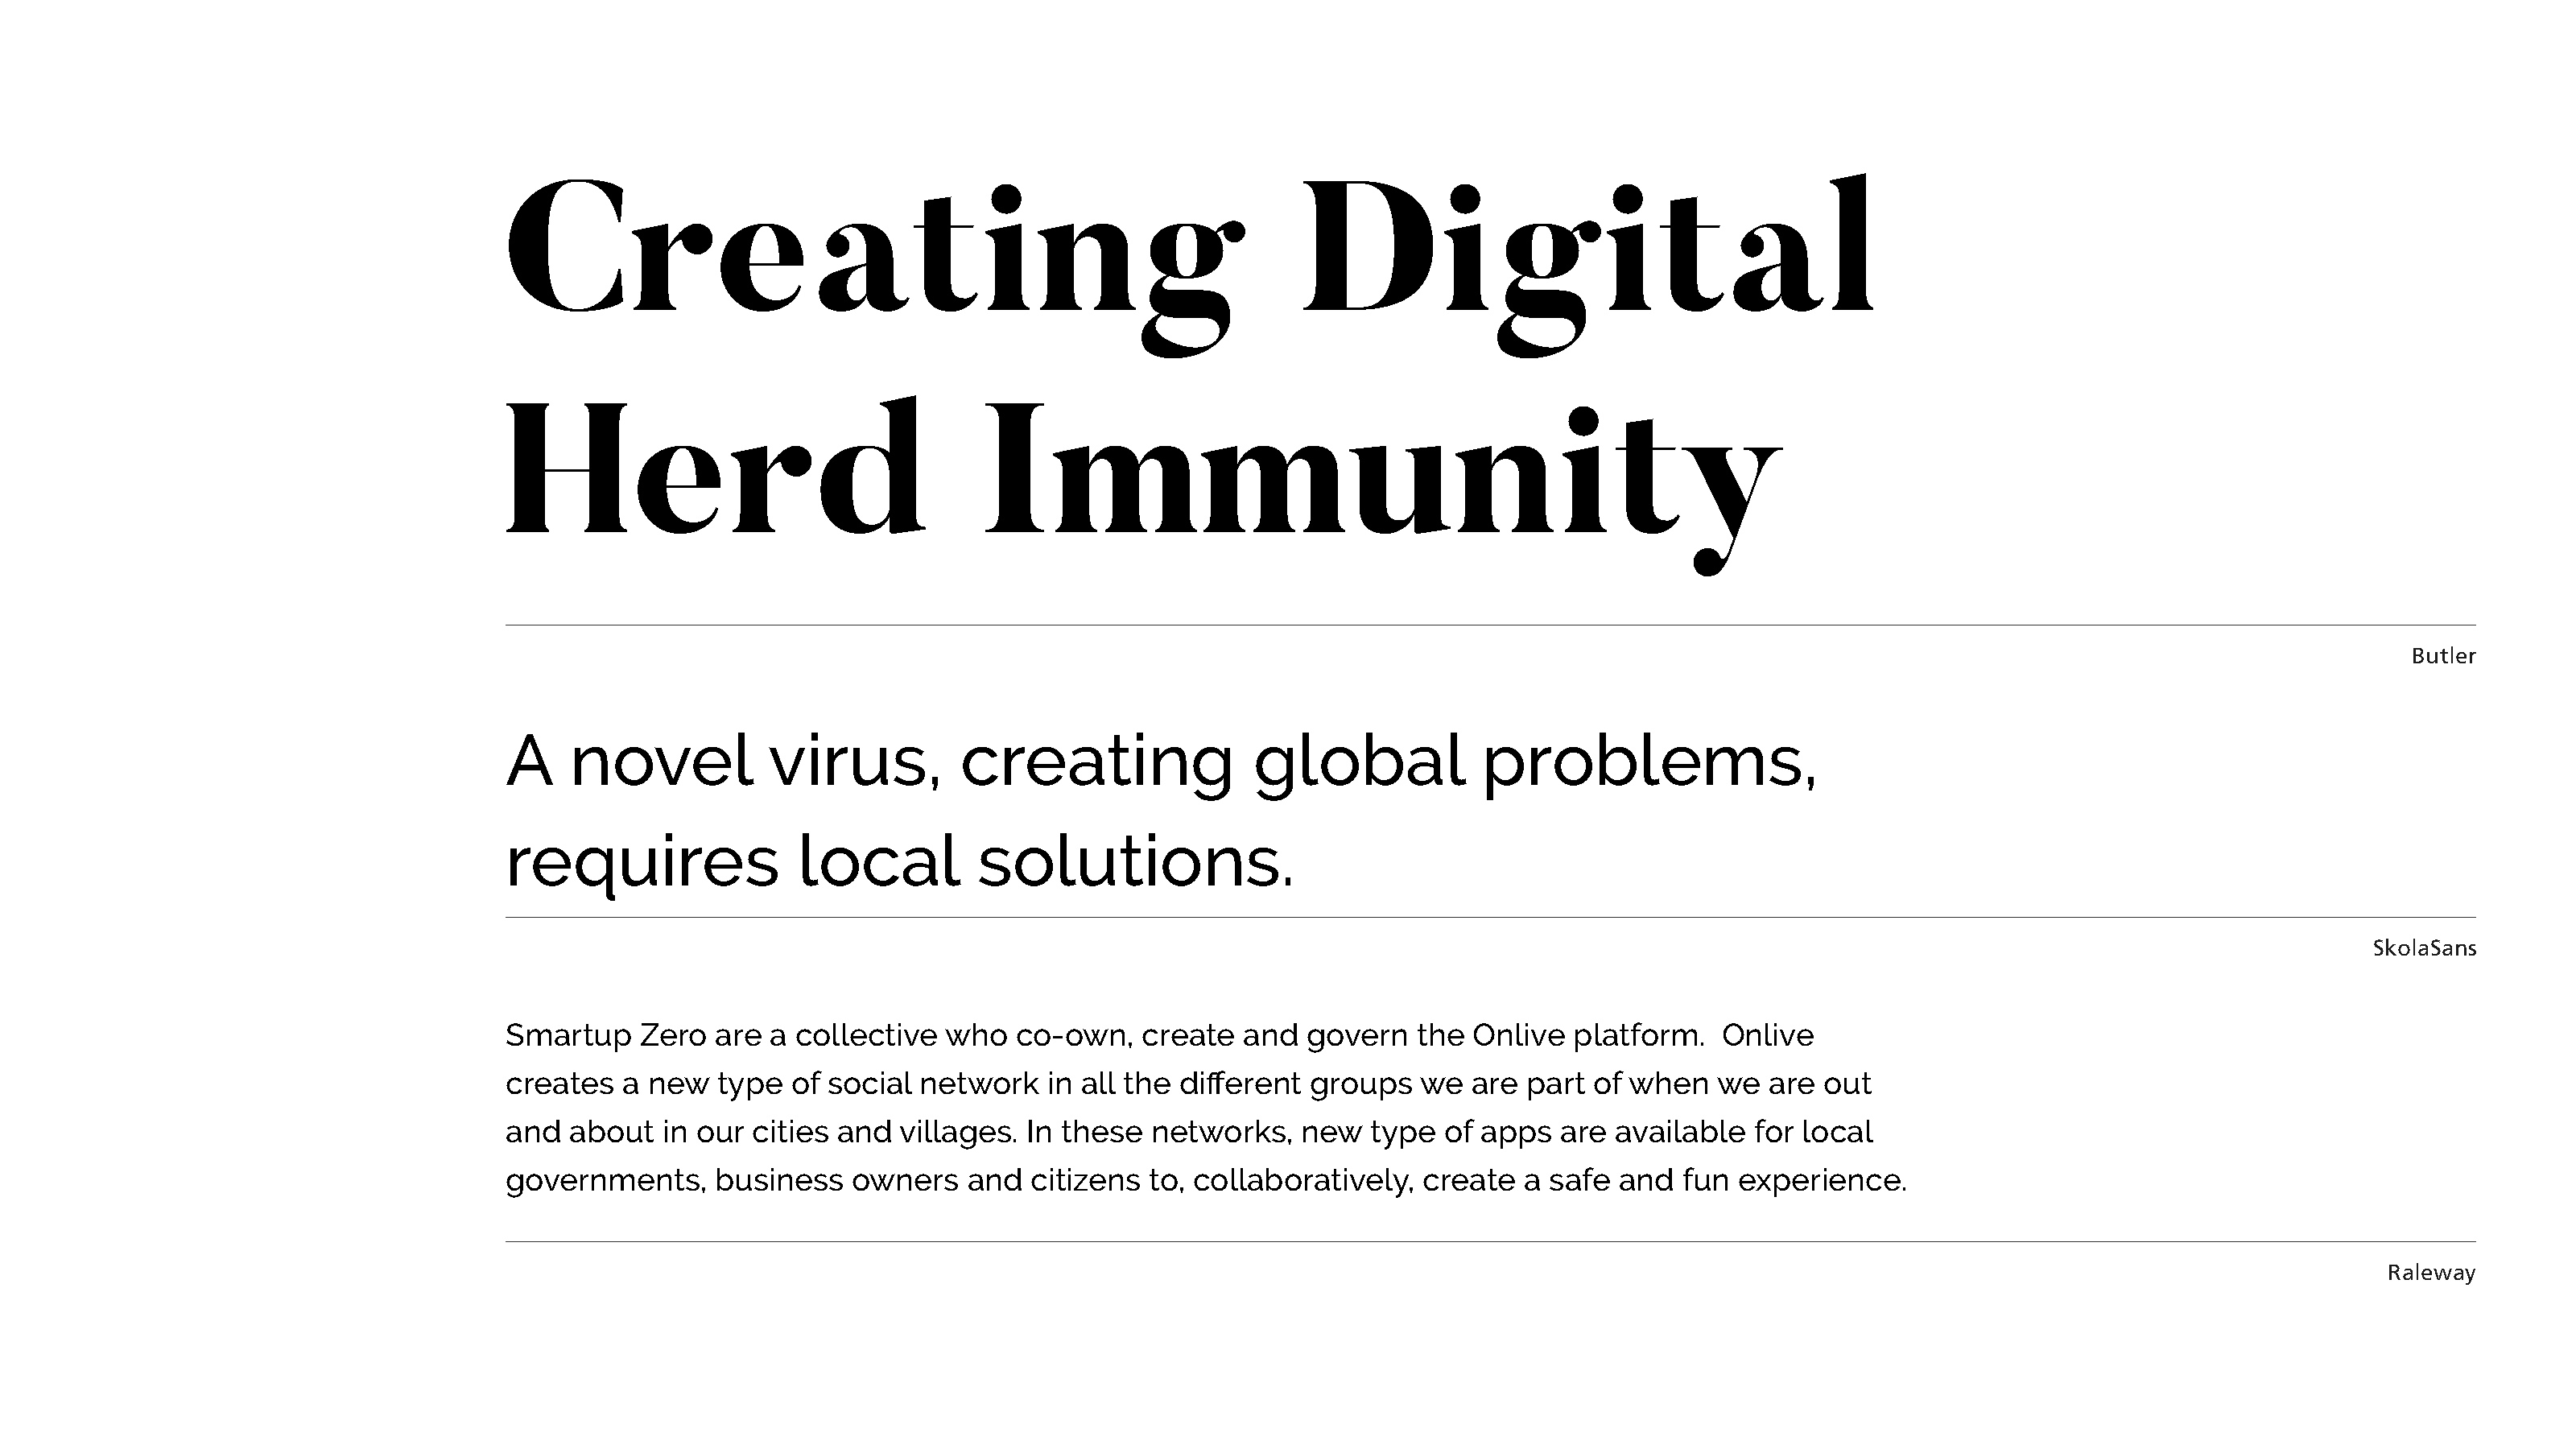 Creating Digital
Herd Immunity
Butler
A novel virus, creating global problems,
requires local solutions.
SkolaSans
Smartup Zero are a collective who co-own, create and govern the Onlive platform.  Onlive
creates a new type of social network in all the different groups we are part of when we are out
and about in our cities and villages. In these networks, new type of apps are available for local
governments, business owners and citizens to, collaboratively, create a safe and fun experience.
Raleway